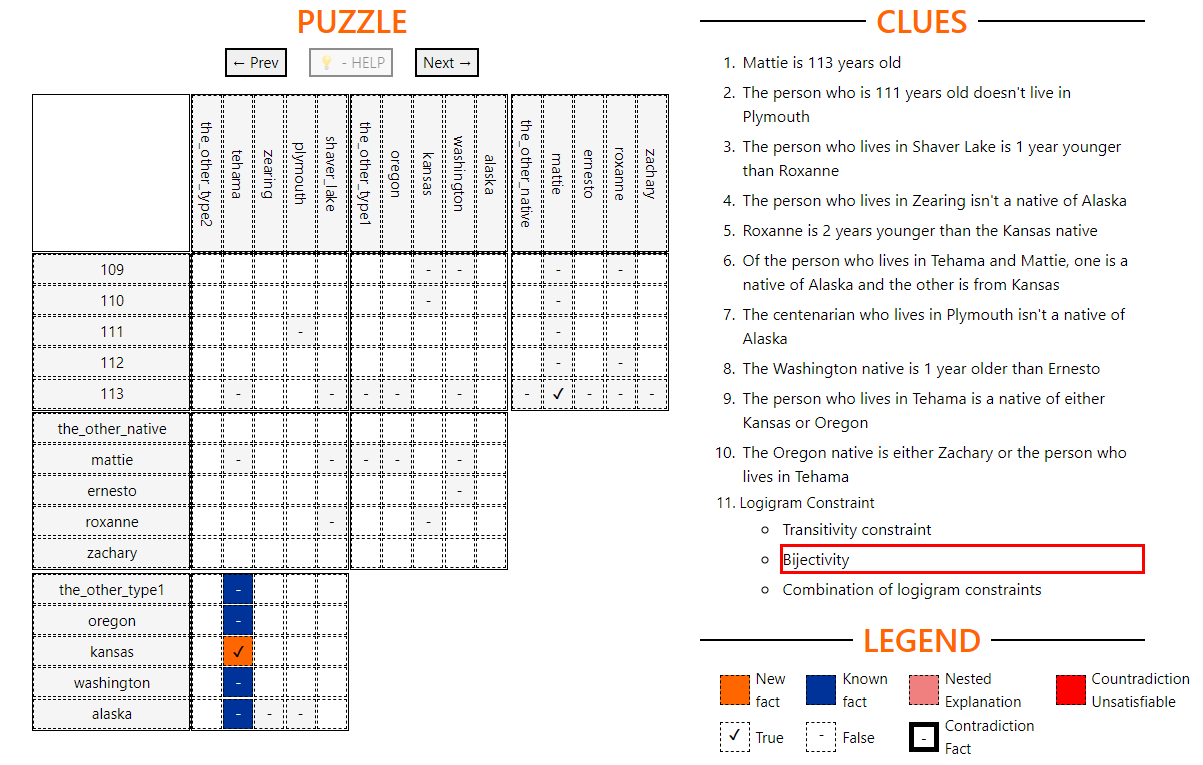 PUZZLE
← Prev
💡 - HELP
Next →
the_other_type2
tehama
zearing
plymouth
shaver_lake
the_other_type1
oregon
kansas
washington
alaska
the_other_native
mattie
ernesto
roxanne
zachary
109 - - - -
110 - -
111 - -
112 - -
113 - - - - - - ✓ - - -
the_other_native
mattie - - - - -
ernesto -
roxanne - -
zachary
the_other_type1 -
oregon -
kansas ✓
washington -
alaska - - -
CLUES
1. Mattie is 113 years old
2. The person who is 111 years old doesn't live in
Plymouth
3. The person who lives in Shaver Lake is 1 year younger
than Roxanne
4. The person who lives in Zearing isn't a native of Alaska
5. Roxanne is 2 years younger than the Kansas native
6. Of the person who lives in Tehama and Mattie, one is a
native of Alaska and the other is from Kansas
7. The centenarian who lives in Plymouth isn't a native of
Alaska
8. The Washington native is 1 year older than Ernesto
9. The person who lives in Tehama is a native of either
Kansas or Oregon
10. The Oregon native is either Zachary or the person who
lives in Tehama
11. Logigram Constraint
Transitivity constraint
Bijectivity
Combination of logigram constraints
LEGEND
New
fact
Known
fact
Nested
Explanation
Countradiction
Unsatisfiable
✓ True
- False
- Contradiction
Fact